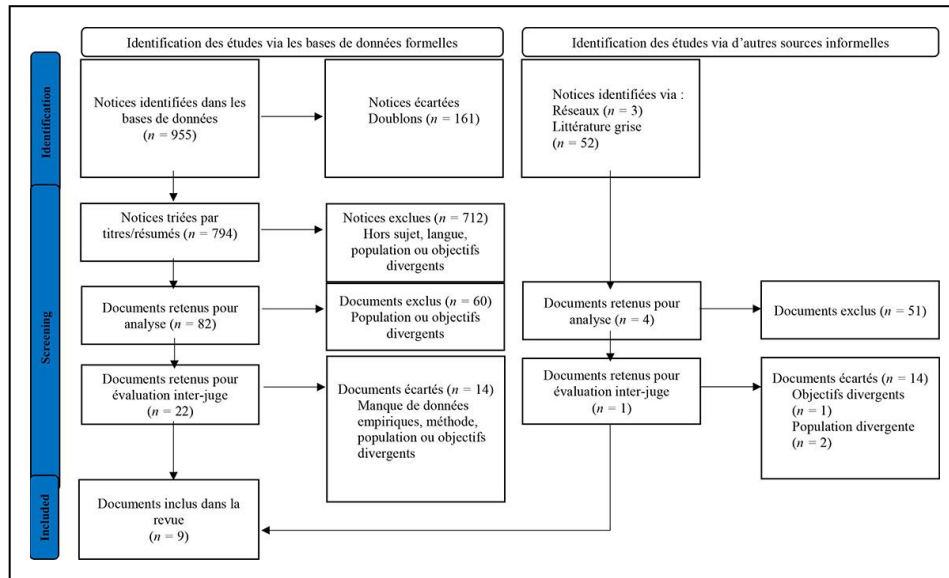 Identification des études via les bases de données formelles
Identification des études via d'autres sources informelles
Identification
Notices identifiées dans les
bases de données
(n = 955)
Notices écartées
Doublons (n = 161)
Notices identifiées via :
Réseaux (n = 3)
Littérature grise
(n = 52)
Screening
Notices triées par
titres/résumés (n = 794)
Notices exclues (n = 712)
Hors sujet, langue,
population ou objectifs
divergents
Documents retenus pour
analyse (n = 82)
Documents exclus (n = 60)
Population ou objectifs
divergents
Documents retenus pour
analyse (n = 4)
Documents exclus (n = 51)
Documents retenus pour
évaluation inter-juge
(n = 22)
Documents écartés (n = 14)
Manque de données
empiriques, méthode,
population ou objectifs
divergents
Documents retenus pour
évaluation inter-juge
(n = 1)
Documents écartés (n = 14)
Objectifs divergents
(n = 1)
Population divergente
(n = 2)
Included
Documents inclus dans la
revue
(n = 9)